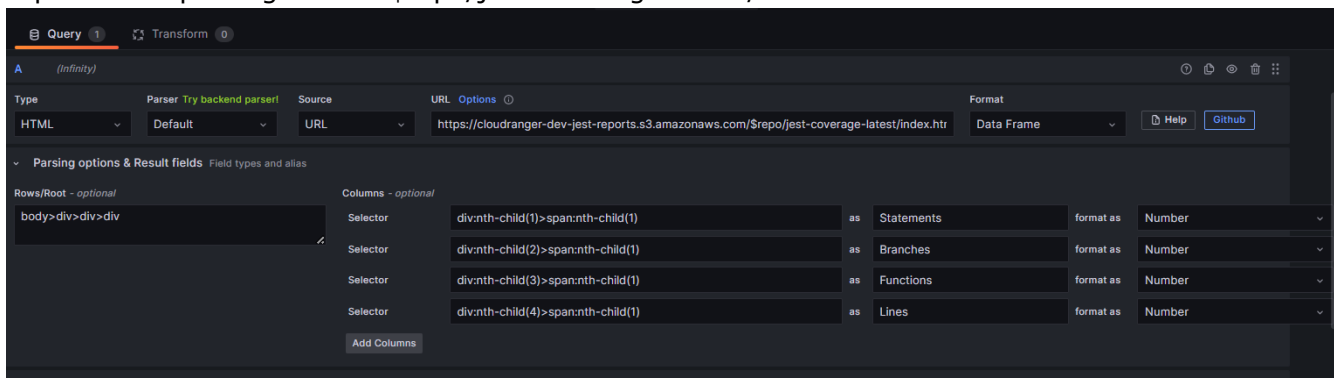 Query 1 Transform 0
A (Infinity)
Type Parser Try backend parser! Source URL Options Format
HTML Default URL https://cloudranger-dev-jest-reports.s3.amazonaws.com/$repo/jest-coverage-latest/index.htr Data Frame Help Github
Parsing options & Result fields Field types and alias
Rows/Root - optional Columns - optional
body>div>div>div Selector div:nth-child(1)>span:nth-child(1) as Statements format as Number
Selector div:nth-child(2)>span:nth-child(1) as Branches format as Number
Selector div:nth-child(3)>span:nth-child(1) as Functions format as Number
Selector div:nth-child(4)>span:nth-child(1) as Lines format as Number
Add Columns